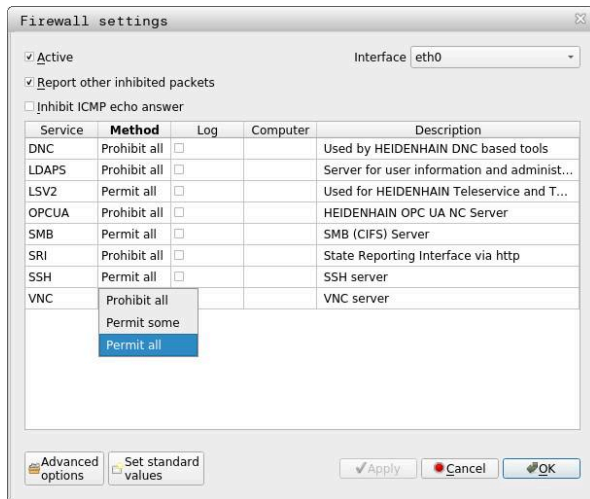 Firewall settings
Active
Interface eth0
Report other inhibited packets
Inhibit ICMP echo answer
Service Method Log Computer Description
DNC Prohibit all Used by HEIDENHAIN DNC based tools
LDAPS Prohibit all Server for user information and administ...
LSV2 Permit all Used for HEIDENHAIN Teleservice and T...
OPCUA Prohibit all HEIDENHAIN OPC UA NC Server
SMB Permit all SMB (CIFS) Server
SRI Prohibit all State Reporting Interface via http
SSH Permit all SSH server
VNC VNC server
Prohibit all
Permit some
Permit all
Advanced options
Set standard values
Apply
Cancel
OK